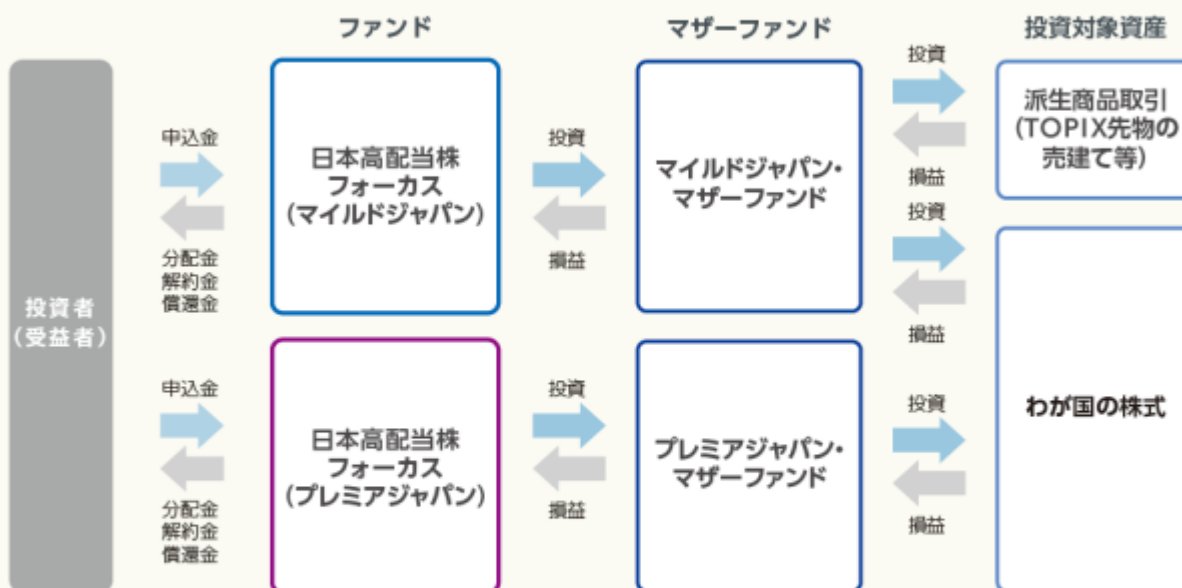 ファンド
マザーファンド
投資対象資産
投資者
（受益者）
申込金
分配金
解約金
償還金
日本高配当株
フォーカス
（マイルドジャパン）
投資
損益
マイルドジャパン・
マザーファンド
投資
損益
派生商品取引
（TOPIX先物の
売建て等）
投資
損益
わが国の株式
申込金
分配金
解約金
償還金
日本高配当株
フォーカス
（プレミアジャパン）
投資
損益
プレミアジャパン・
マザーファンド
投資
損益